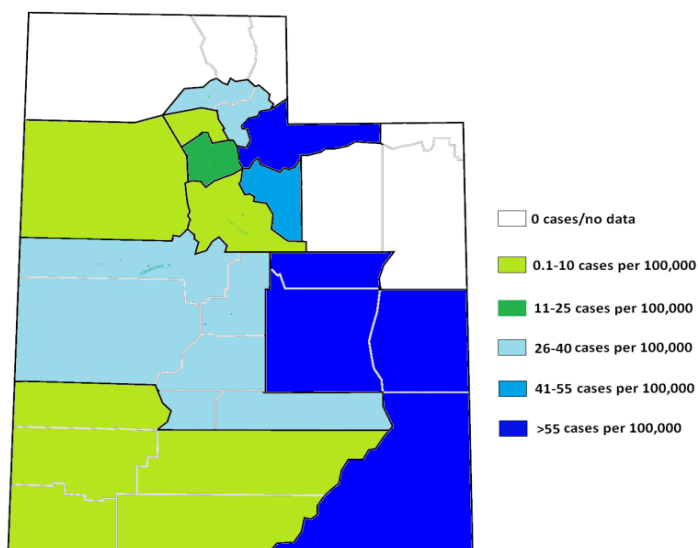 0 cases/no data
0.1-10 cases per 100,000
11-25 cases per 100,000
26-40 cases per 100,000
41-55 cases per 100,000
>55 cases per 100,000